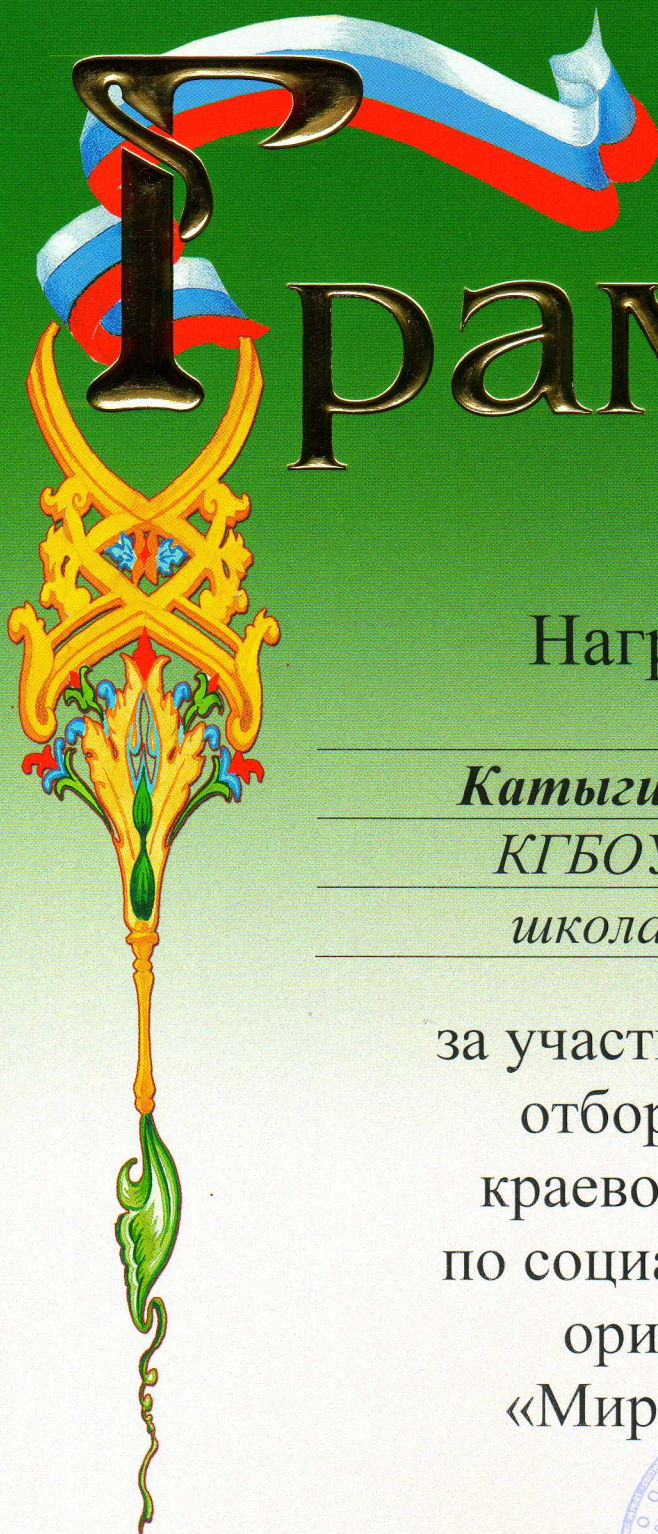 Грам
Нагр
Катыги
КГБОУ
школа
за участи
отбор
краево
по социа
ори
«Мир